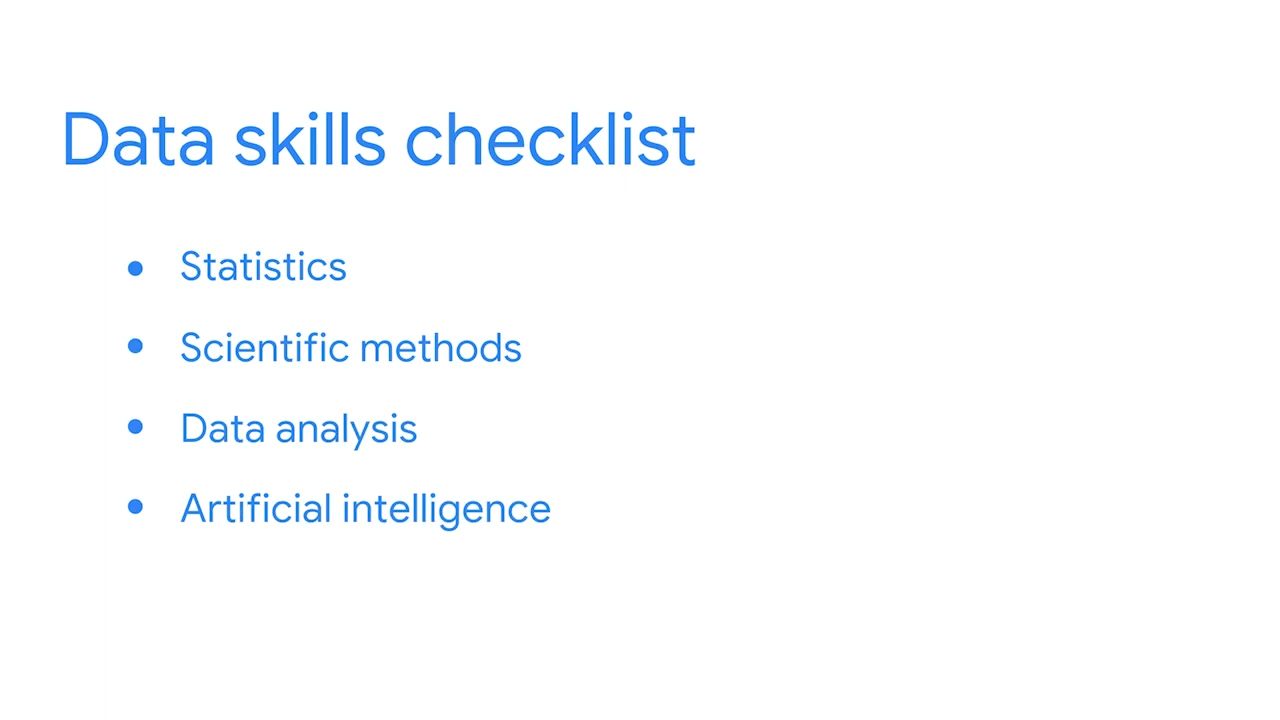 Data skills checklist
• Statistics
• Scientific methods
• Data analysis
• Artificial intelligence